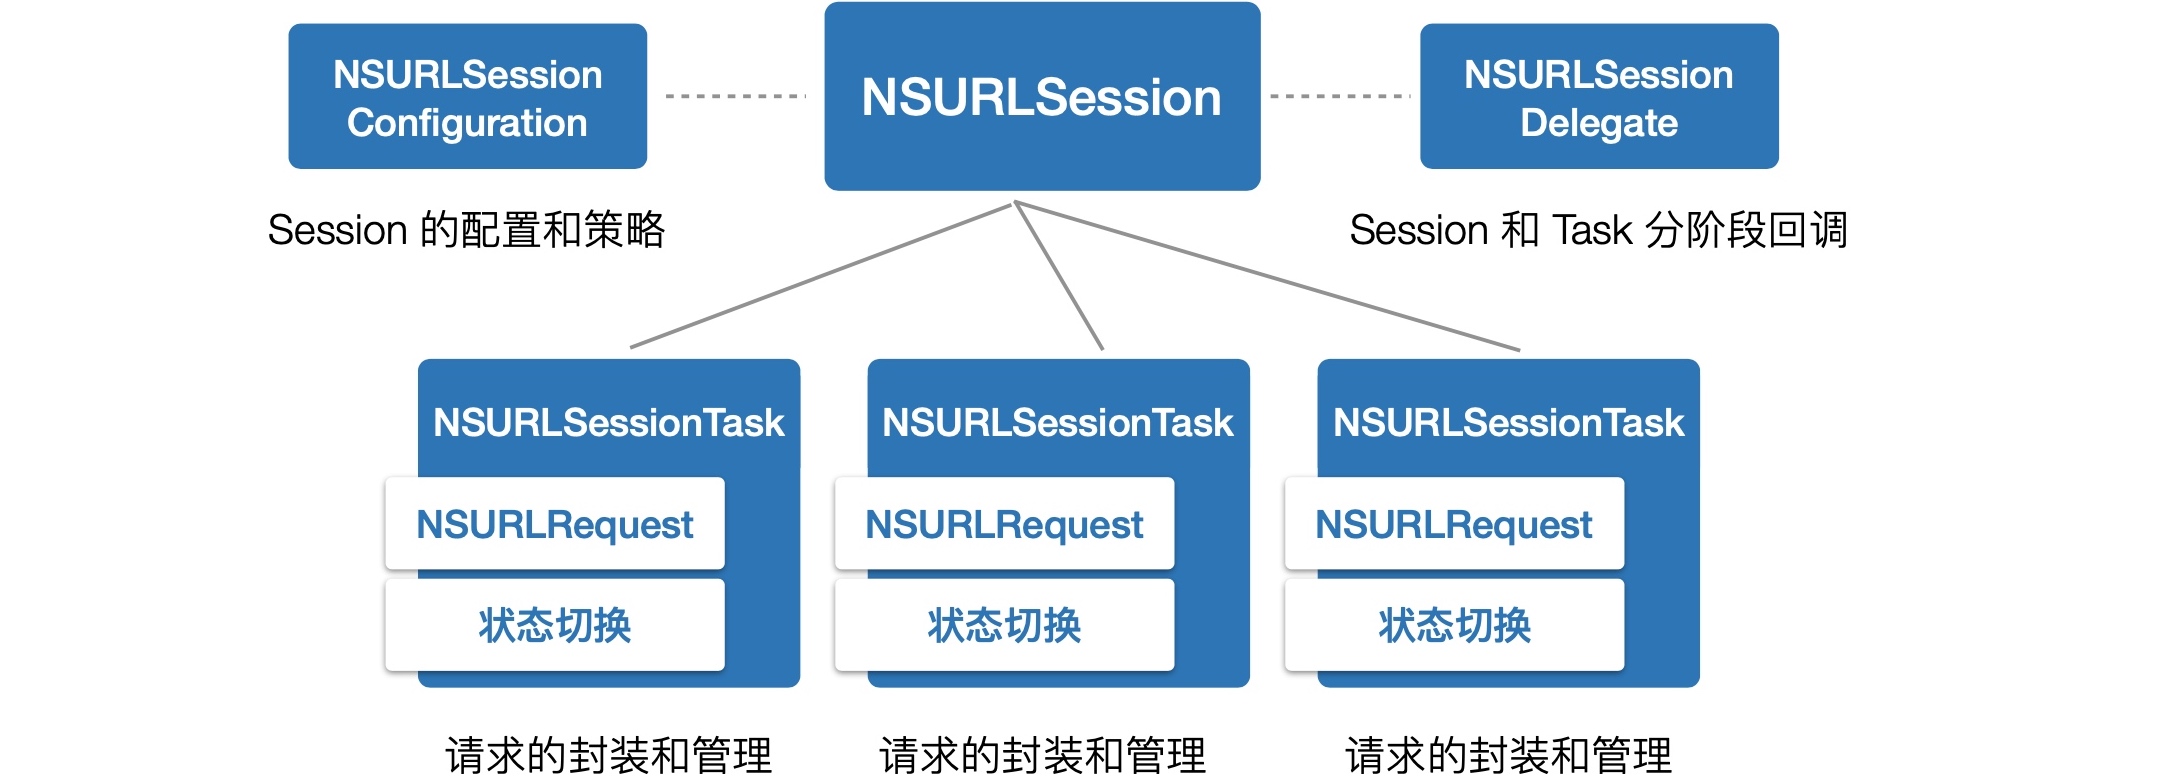 NSURLSession
Configuration
NSURLSession
NSURLSession
Delegate
Session 的配置和策略
Session 和 Task 分阶段回调
NSURLSessionTask
NSURLRequest
状态切换
请求的封装和管理
NSURLSessionTask
NSURLRequest
状态切换
请求的封装和管理
NSURLSessionTask
NSURLRequest
状态切换
请求的封装和管理